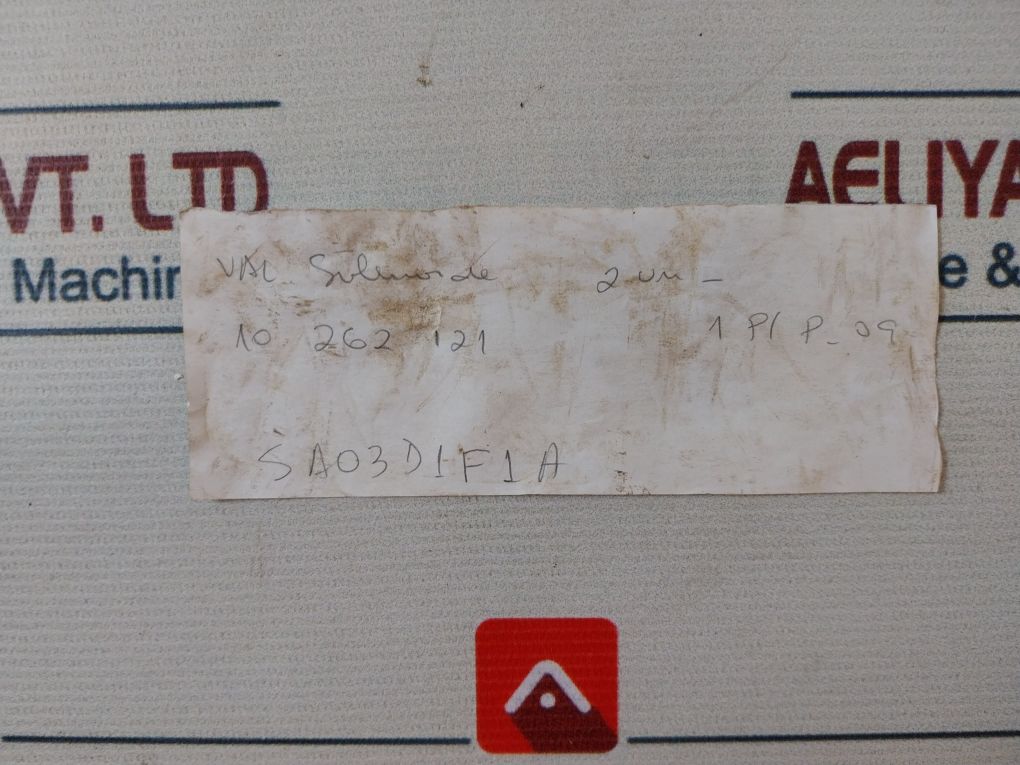 VT. LTD
AELIYA
Machin
e &
VAL Solenoide 2 un -
10 262 121 1 P/ P_09
SA03D1F1A